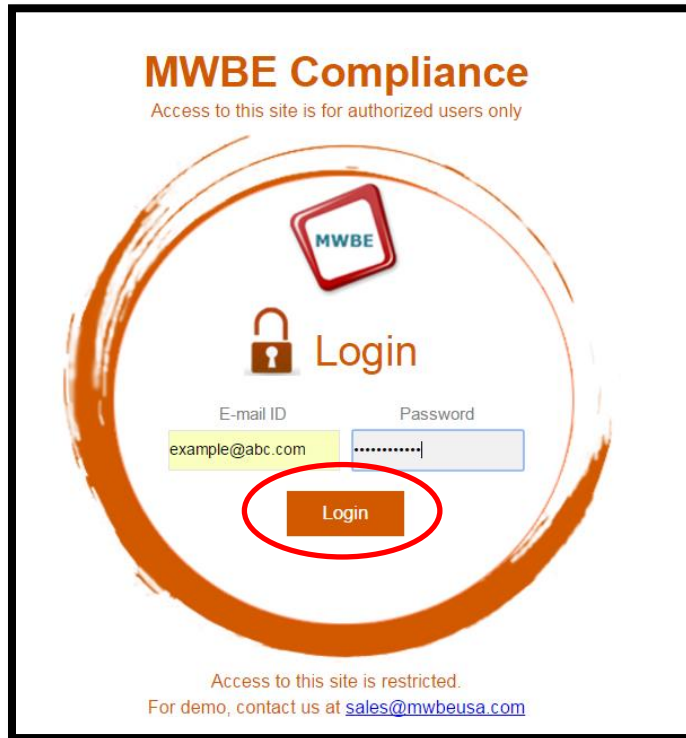 MWBE Compliance
Access to this site is for authorized users only
MWBE
Login
E-mail ID Password
example@abc.com ••••••••••••
Login
Access to this site is restricted.
For demo, contact us at sales@mwbeusa.com